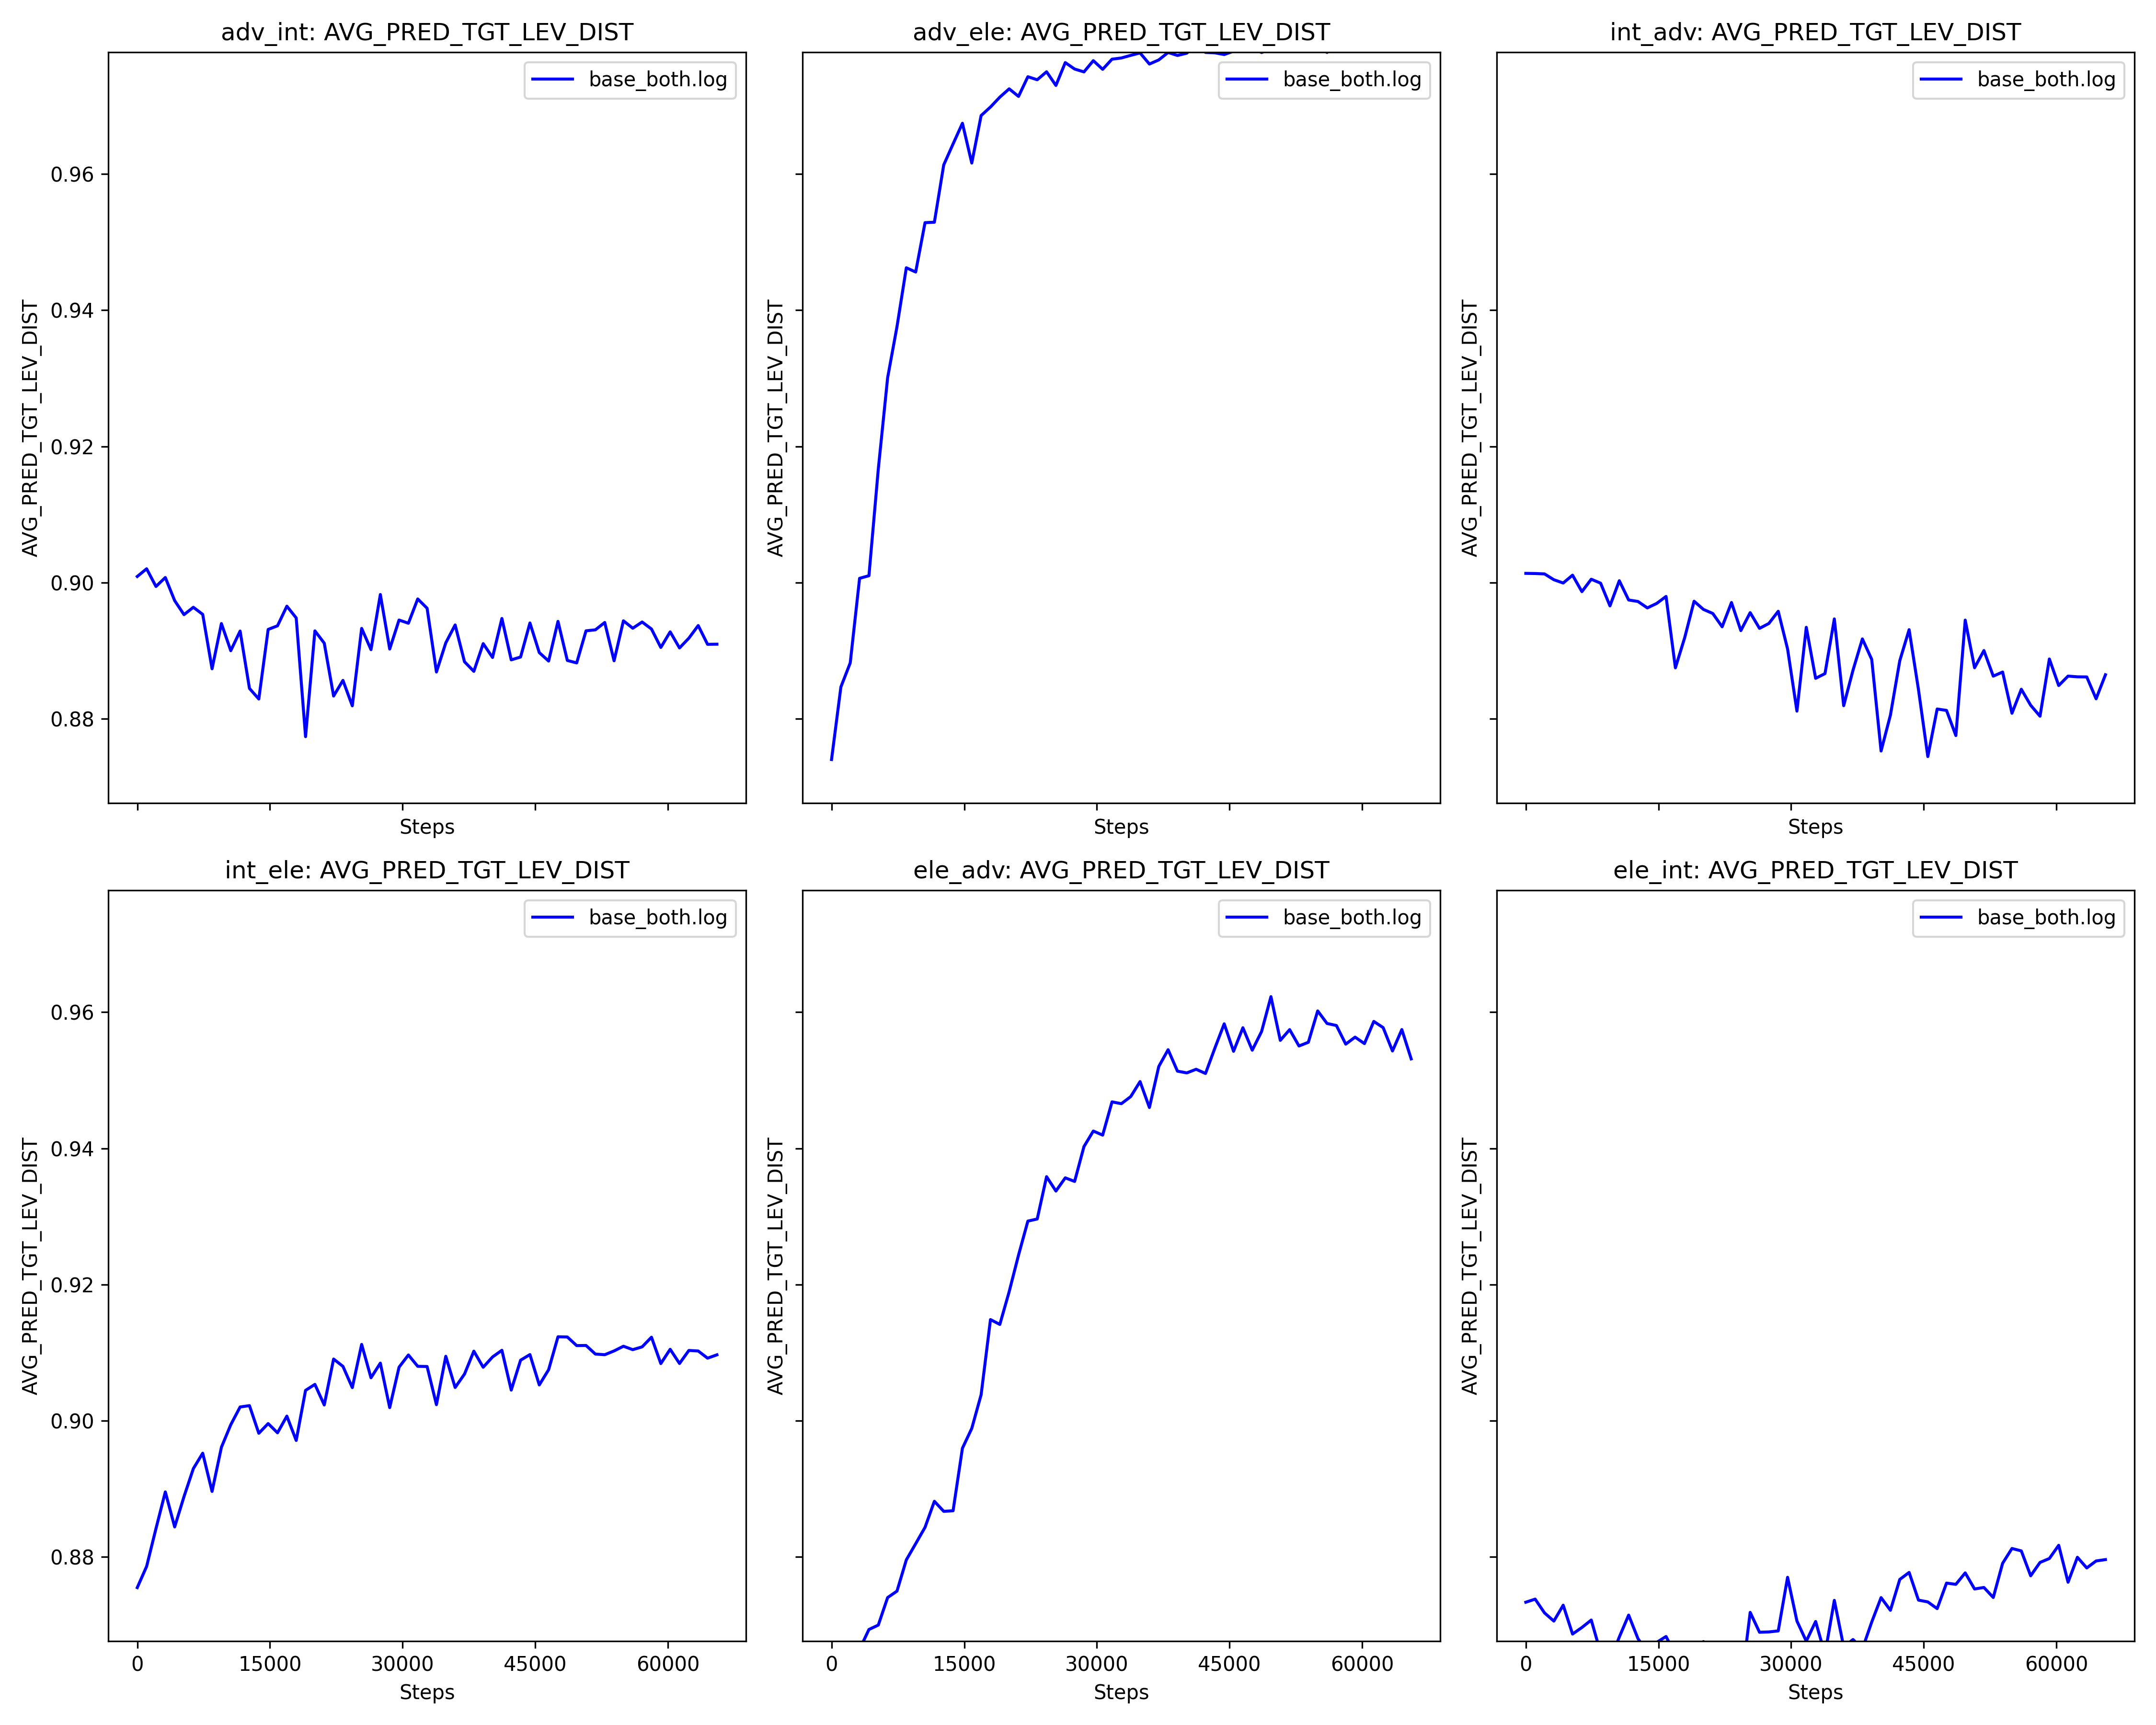 adv_int: AVG_PRED_TGT_LEV_DIST
adv_ele: AVG_PRED_TGT_LEV_DIST
int_adv: AVG_PRED_TGT_LEV_DIST
base_both.log
base_both.log
base_both.log
AVG_PRED_TGT_LEV_DIST
0.96
0.94
0.92
0.90
0.88
AVG_PRED_TGT_LEV_DIST
AVG_PRED_TGT_LEV_DIST
Steps
Steps
Steps
int_ele: AVG_PRED_TGT_LEV_DIST
ele_adv: AVG_PRED_TGT_LEV_DIST
ele_int: AVG_PRED_TGT_LEV_DIST
base_both.log
base_both.log
base_both.log
AVG_PRED_TGT_LEV_DIST
0.96
0.94
0.92
0.90
0.88
AVG_PRED_TGT_LEV_DIST
AVG_PRED_TGT_LEV_DIST
0 15000 30000 45000 60000
0 15000 30000 45000 60000
0 15000 30000 45000 60000
Steps
Steps
Steps